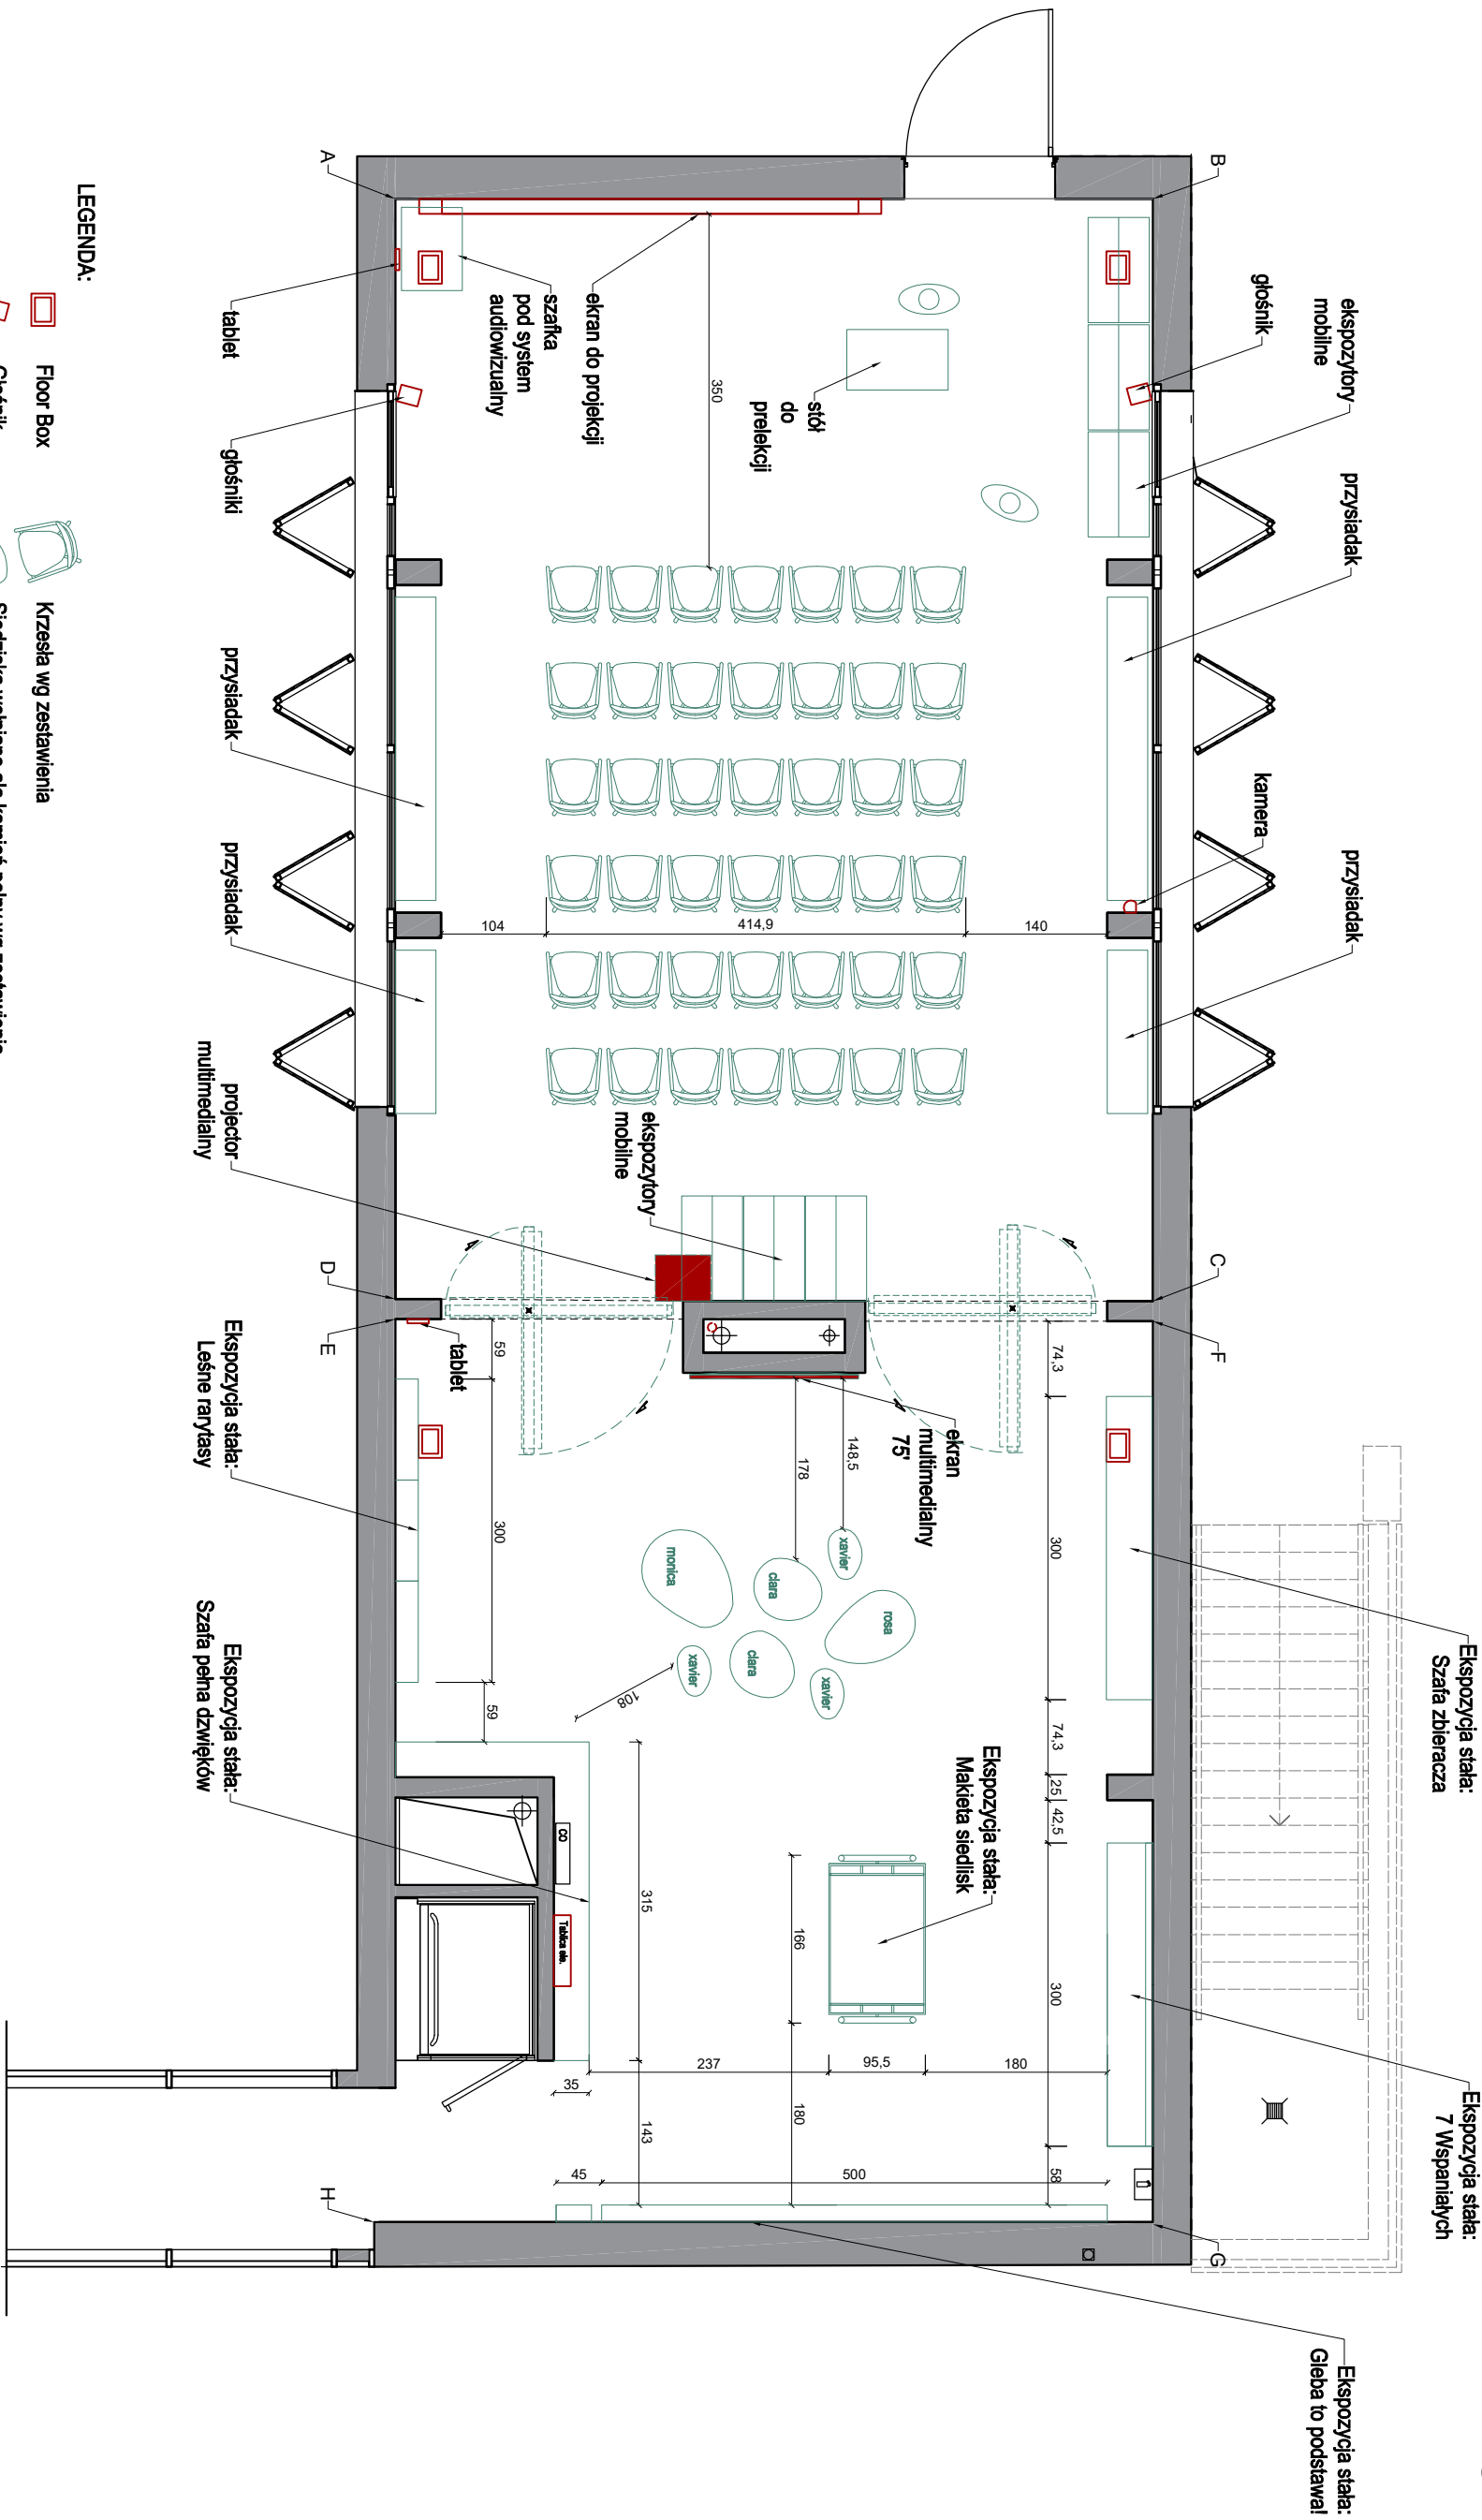 Ekspozycja stała:
Szafa zbieracza
Ekspozycja stała:
7 Wspaniałych
Ekspozycja stała:
Gleba to podstawa!
ekspozytory
mobilne
głośnik
przysiadak
kamera
przysiadak
B
C
F
G
A
D
E
H
stół
do
prelekcji
350
ekran do projekcji
szafka
pod system
audiowizualny
tablet
głośniki
przysiadak
przysiadak
projector
multimedialny
104
414,9
140
ekspozytory
mobilne
ekran
multimedialny
75'
tablet
74,3
300
74,3
25
42,5
300
58
148,5
178
59
300
59
xavier
clara
monica
rosa
clara
xavier
xavier
108
Ekspozycja stała:
Makieta siedlisk
166
180
237
95,5
180
315
143
35
45
500
CO
Tablica ele.
Ekspozycja stała:
Leśne rarytasy
Ekspozycja stała:
Szafa pełna dzwięków
LEGENDA:
Floor Box
Krzesła wg zestawienia